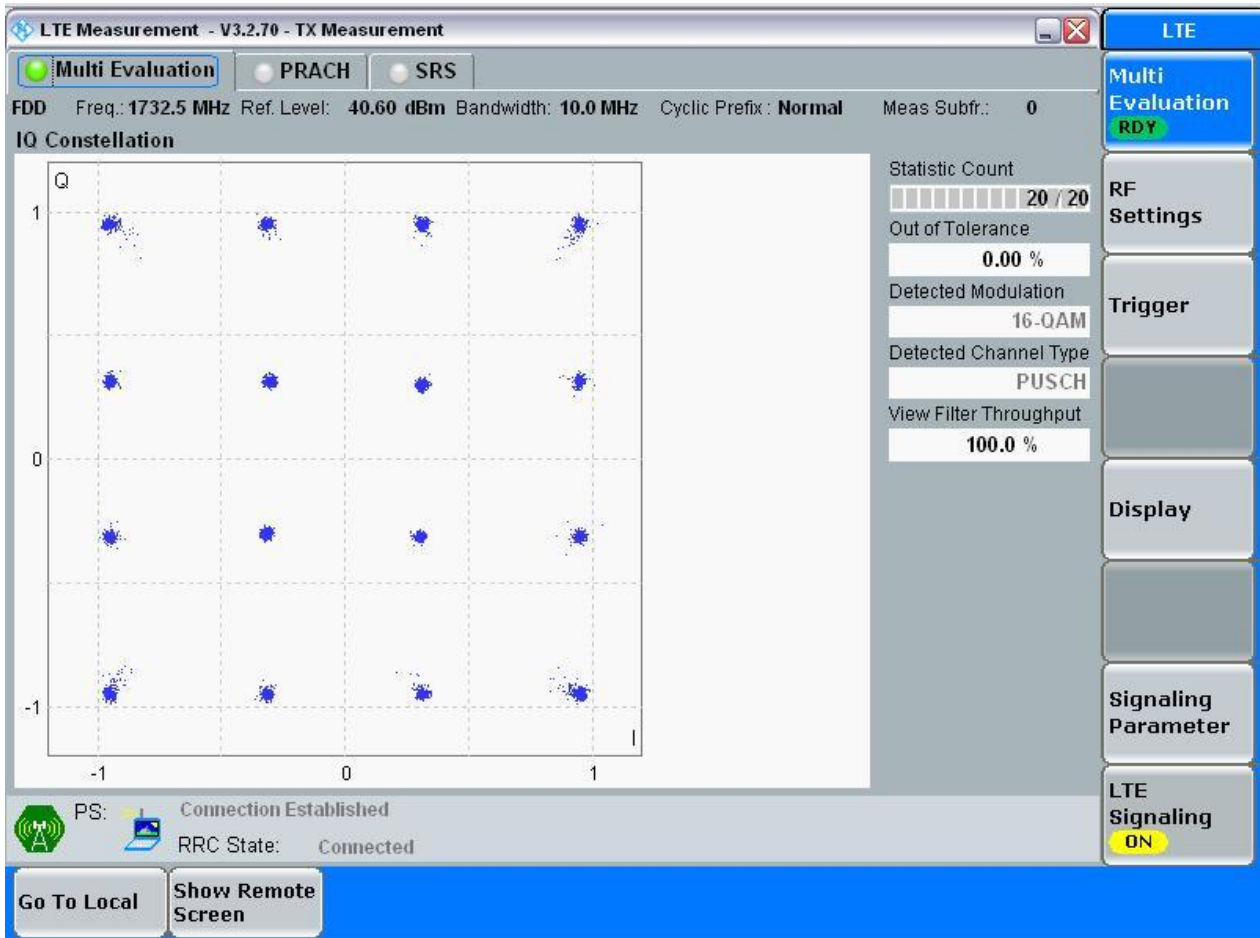 LTE Measurement - V3.2.70 - TX Measurement
LTE
Multi Evaluation
PRACH
SRS
FDD Freq.: 1732.5 MHz Ref. Level: 40.60 dBm Bandwidth: 10.0 MHz Cyclic Prefix : Normal Meas Subfr.: 0
IQ Constellation
Q
1
0
-1
-1 0 1
I
Statistic Count
20 / 20
Out of Tolerance
0.00 %
Detected Modulation
16-QAM
Detected Channel Type
PUSCH
View Filter Throughput
100.0 %
Multi
Evaluation
RDY
RF
Settings
Trigger
Display
Signaling
Parameter
LTE
Signaling
ON
PS: Connection Established
RRC State: Connected
Go To Local
Show Remote
Screen